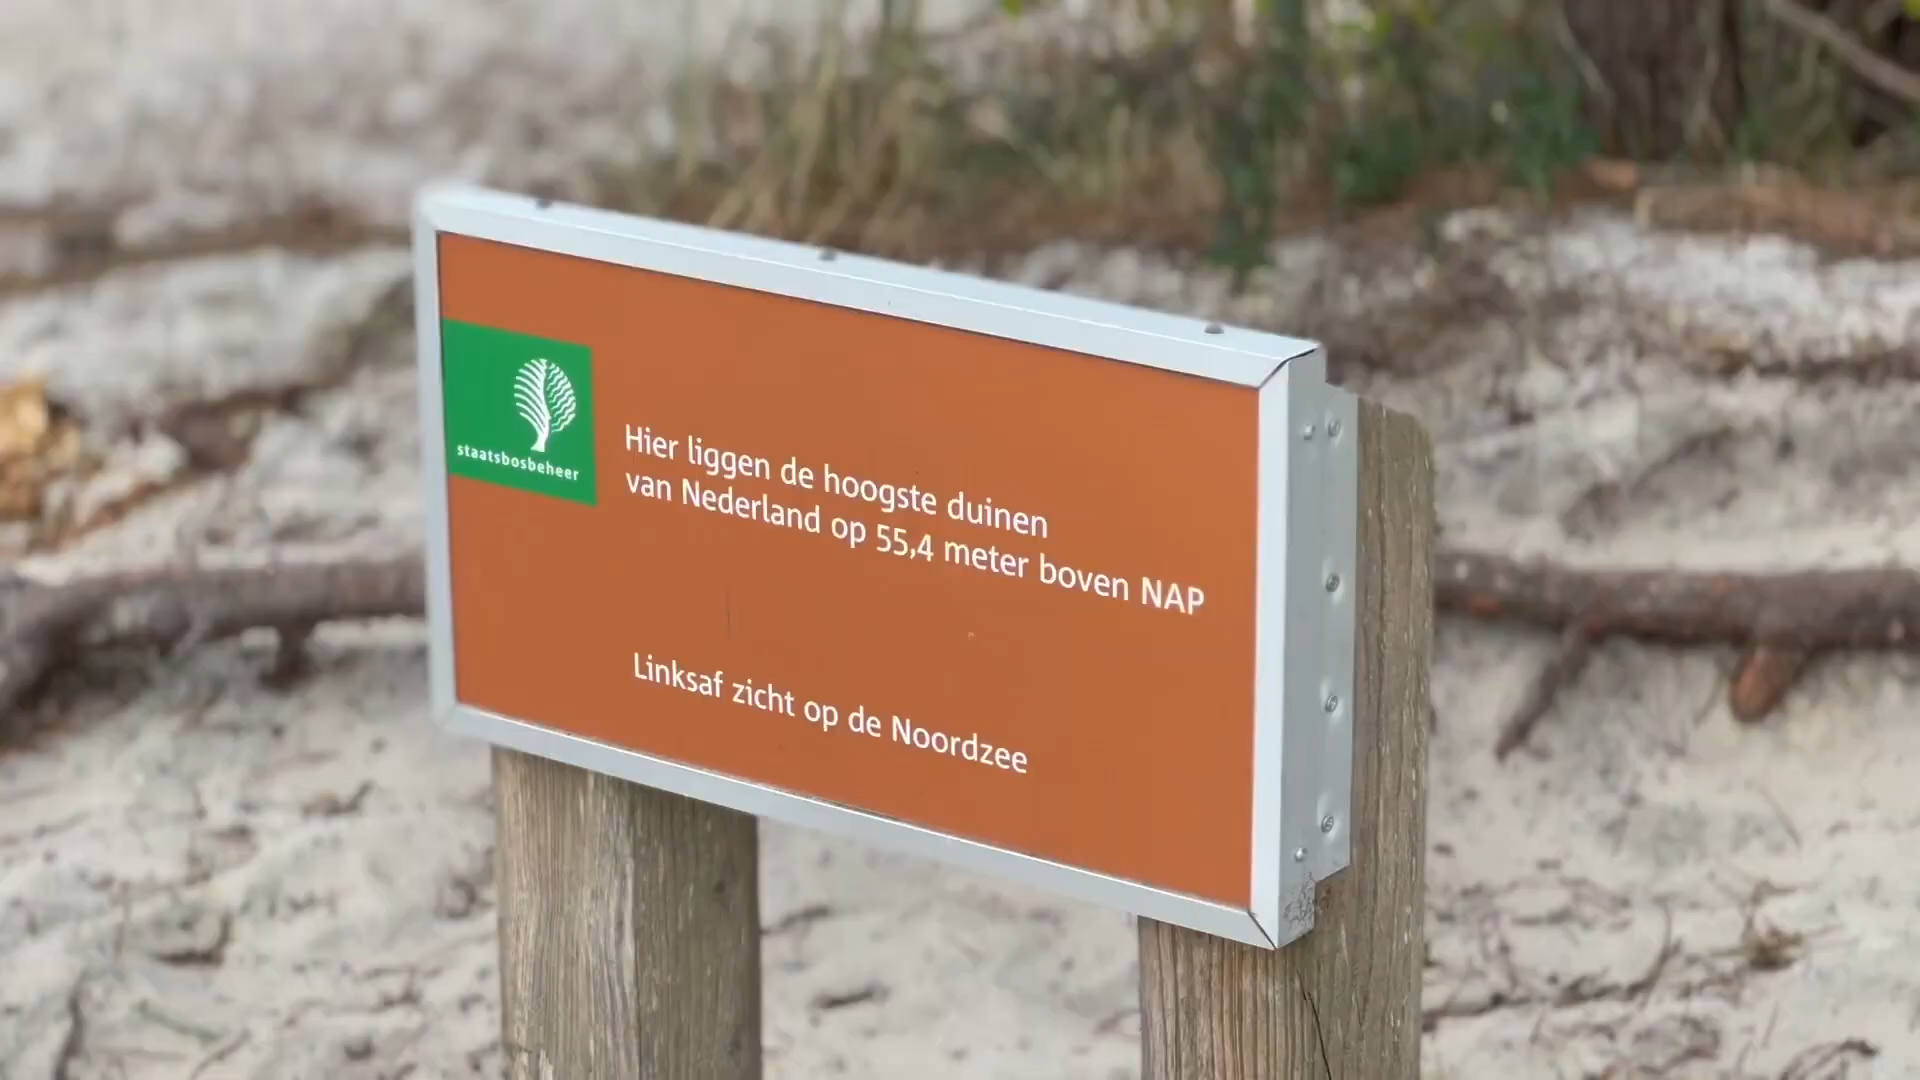 staatsbosbeheer
Hier liggen de hoogste duinen
van Nederland op 55,4 meter boven NAP
Linksaf zicht op de Noordzee